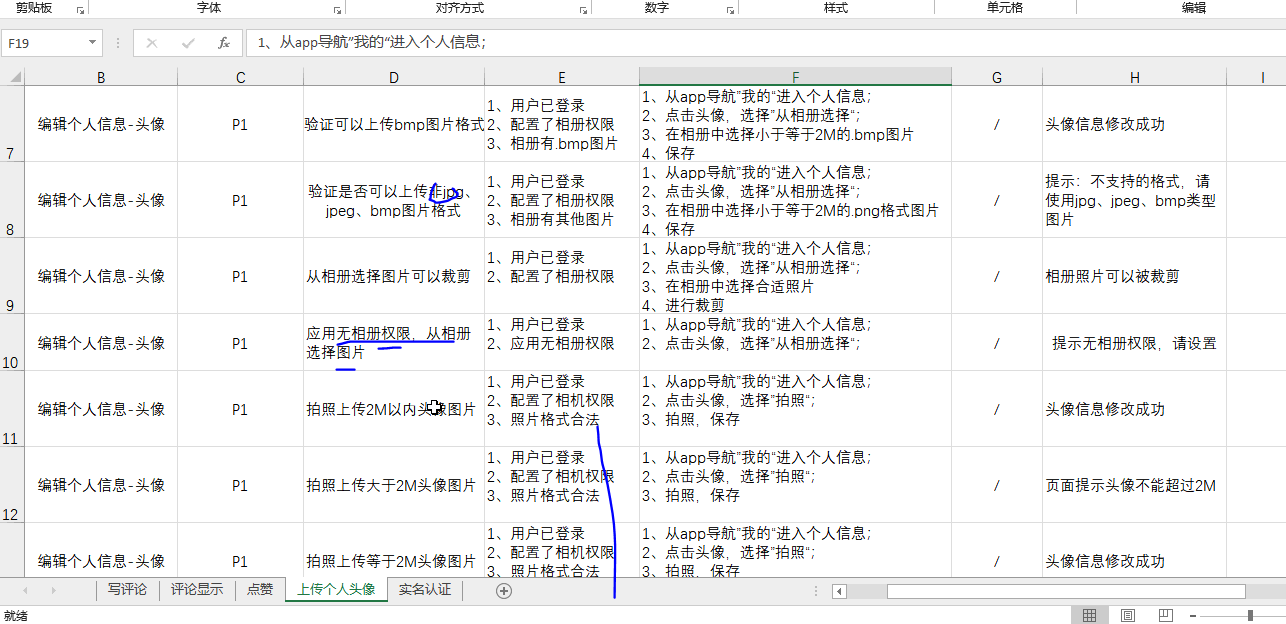 剪贴板 字体 对齐方式 数字 样式 单元格 编辑
F19 fx 1、从app导航”我的“进入个人信息；
B C D E F G H I
7 编辑个人信息-头像 P1 验证可以上传bmp图片格式 1、用户已登录
2、配置了相册权限
3、相册有.bmp图片
1、从app导航”我的“进入个人信息；
2、点击头像，选择”从相册选择“；
3、在相册中选择小于等于2M的.bmp图片
4、保存
/ 头像信息修改成功
8 编辑个人信息-头像 P1 验证是否可以上传非jpg、
jpeg、bmp图片格式
1、用户已登录
2、配置了相册权限
3、相册有其他图片
1、从app导航”我的“进入个人信息；
2、点击头像，选择”从相册选择“；
3、在相册中选择小于等于2M的.png格式图片
4、保存
/ 提示：不支持的格式，请
使用jpg、jpeg、bmp类型
图片
9 编辑个人信息-头像 P1 从相册选择图片可以裁剪
1、用户已登录
2、配置了相册权限
1、从app导航”我的“进入个人信息；
2、点击头像，选择”从相册选择“；
3、在相册中选择合适照片
4、进行裁剪
/ 相册照片可以被裁剪
10 编辑个人信息-头像 P1 应用无相册权限，从相册
选择图片
1、用户已登录
2、应用无相册权限
1、从app导航”我的“进入个人信息；
2、点击头像，选择”从相册选择“；
/ 提示无相册权限，请设置
11 编辑个人信息-头像 P1 拍照上传2M以内头像图片
1、用户已登录
2、配置了相机权限
3、照片格式合法
1、从app导航”我的“进入个人信息；
2、点击头像，选择”拍照“；
3、拍照，保存
/ 头像信息修改成功
12 编辑个人信息-头像 P1 拍照上传大于2M头像图片
1、用户已登录
2、配置了相机权限
3、照片格式合法
1、从app导航”我的“进入个人信息；
2、点击头像，选择”拍照“；
3、拍照，保存
/ 页面提示头像不能超过2M
编辑个人信息-头像 P1 拍照上传等于2M头像图片
1、用户已登录
2、配置了相机权限
3、照片格式合法
1、从app导航”我的“进入个人信息；
2、点击头像，选择”拍照“；
3、拍照，保存
/ 头像信息修改成功
写评论 评论显示 点赞 上传个人头像 实名认证
就绪